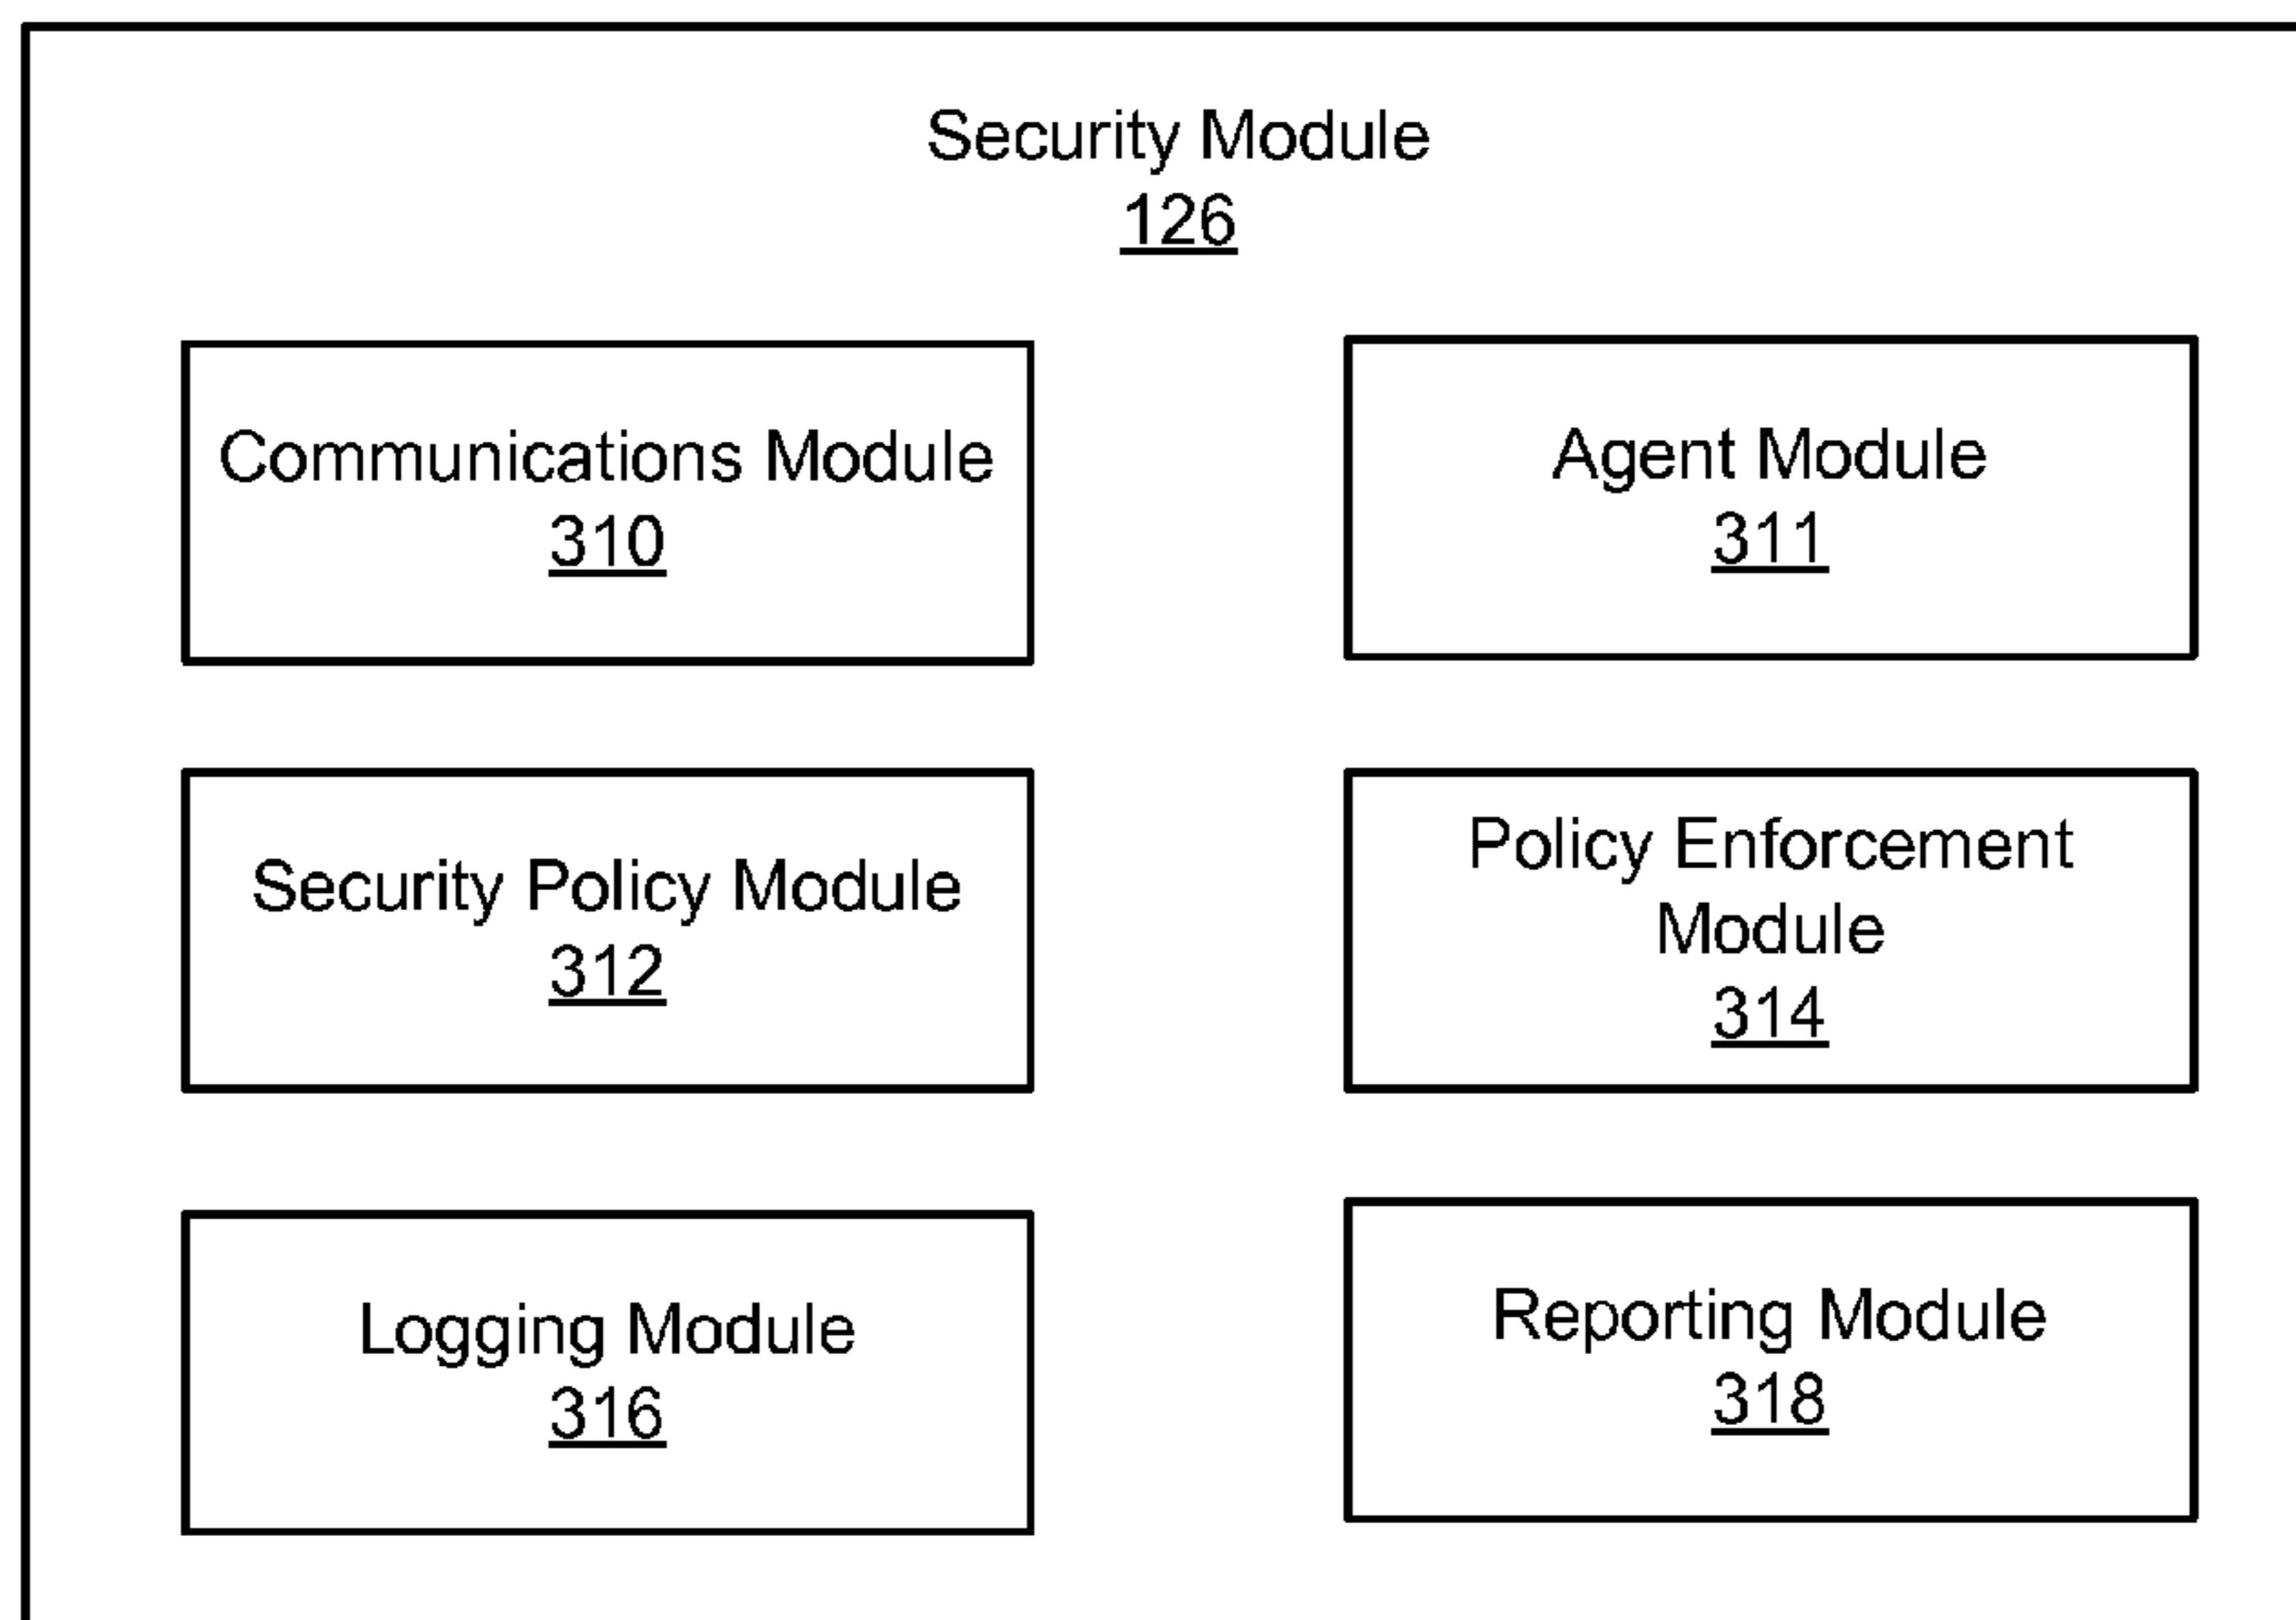 Security Module
126
Communications Module
310
Agent Module
311
Security Policy Module
312
Policy Enforcement
Module
314
Logging Module
316
Reporting Module
318